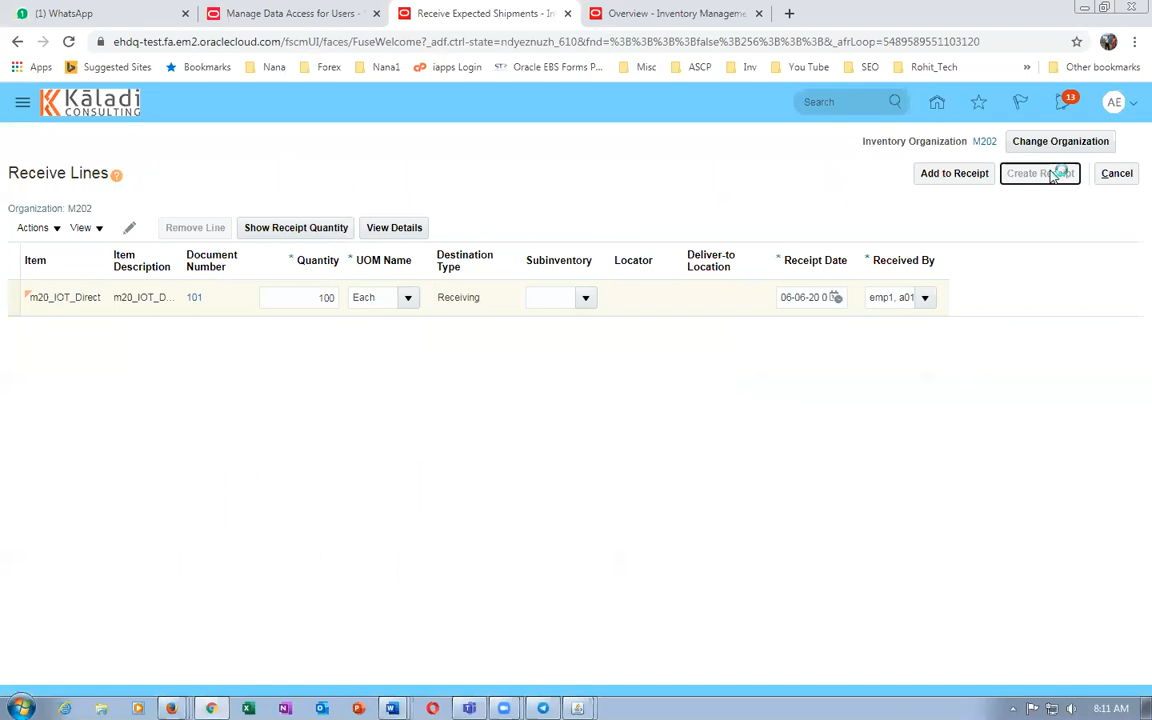 (1) WhatsApp
Manage Data Access for Users -
Receive Expected Shipments - In
Overview - Inventory Manageme
ehdq-test.fa.em2.oraclecloud.com/fscmUI/faces/FuseWelcome?_adf.ctrl-state=ndyeznuzh_610&fnd=%3B%3B%3B%3Bfalse%3B256%3B%3B%3B&_afrLoop=5489589551103120
Apps Suggested Sites Bookmarks Nana Forex Nana1 iapps Login Oracle EBS Forms P... Misc ASCP Inv You Tube SEO Rohit_Tech » Other bookmarks
Kaladi
CONSULTING
Search
13
AE
Inventory Organization M202 Change Organization
Receive Lines
Add to Receipt Create Receipt Cancel
Organization: M202
Actions View Remove Line Show Receipt Quantity View Details
Item Item Description Document Number * Quantity * UOM Name Destination Type Subinventory Locator Deliver-to Location * Receipt Date * Received By
m20_IOT_Direct m20_IOT_D... 101 100 Each Receiving 06-06-20 0 emp1, a01
8:11 AM